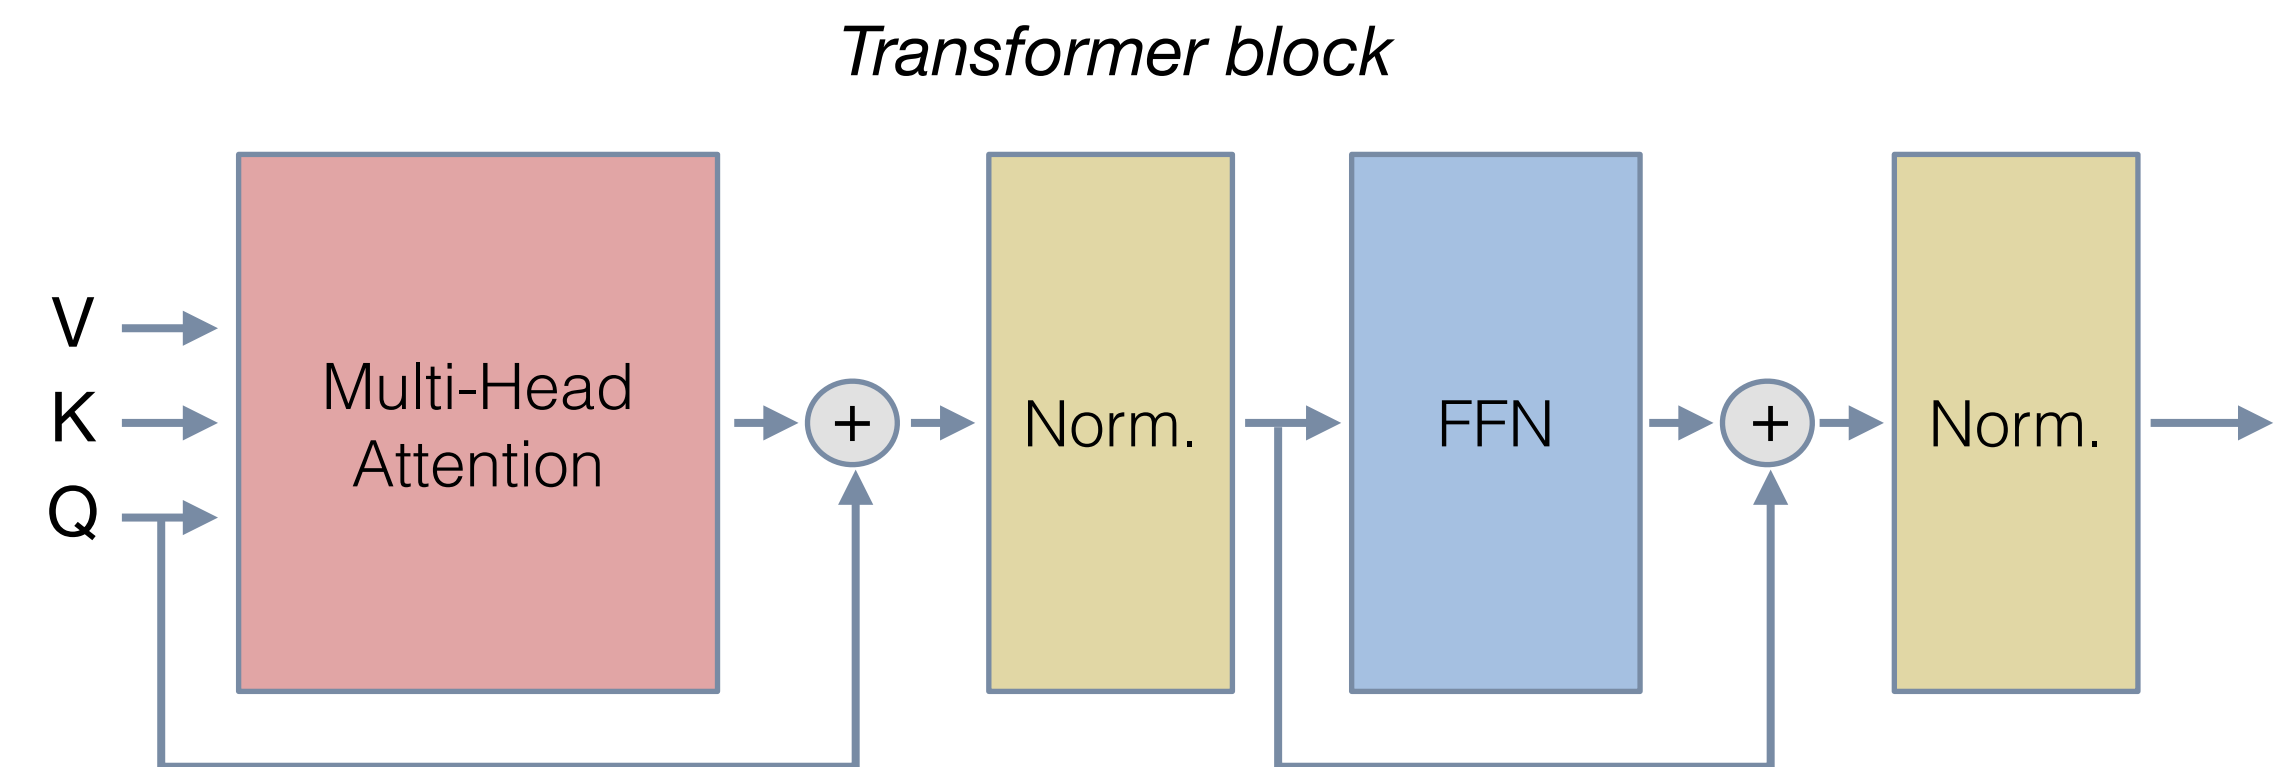 Transformer block
V
K
Q
Multi-Head
Attention
+
Norm.
FFN
+
Norm.